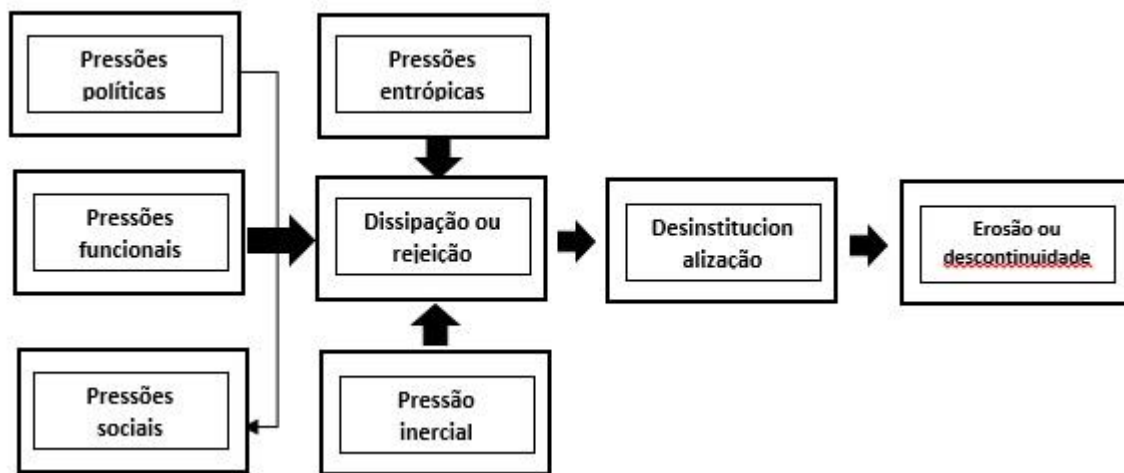 Pressões
políticas
Pressões
entrópicas
Pressões
funcionais
Dissipação ou
rejeição
Desinstitucion
alização
Erosão ou
descontinuidade
Pressões
sociais
Pressão
inercial